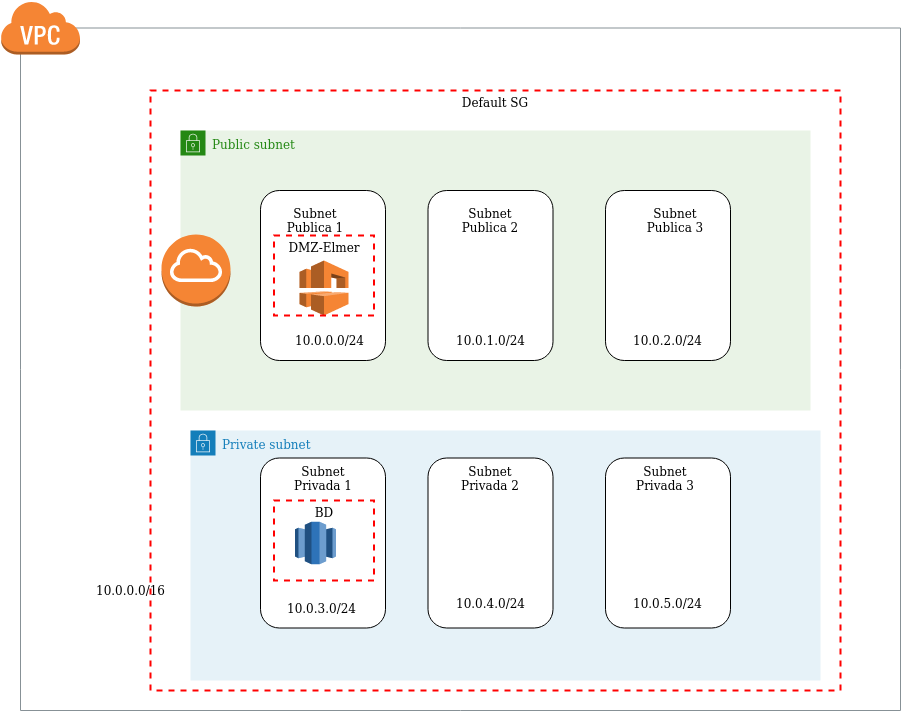 VPC
Default SG
Public subnet
Subnet
Publica 1
Subnet
Publica 2
Subnet
Publica 3
DMZ-Elmer
10.0.0.0/24
10.0.1.0/24
10.0.2.0/24
Private subnet
Subnet
Privada 1
Subnet
Privada 2
Subnet
Privada 3
BD
10.0.0.0/16
10.0.3.0/24
10.0.4.0/24
10.0.5.0/24